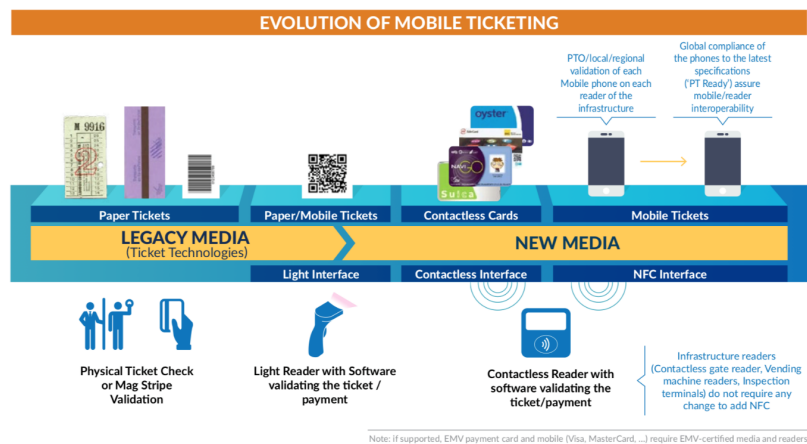 EVOLUTION OF MOBILE TICKETING
PTO/local/regional
validation of each
Mobile phone on each
reader of the
infrastructure
Global compliance of
the phones to the latest
specifications
('PT Ready') assure
mobile/reader
interoperability
M 9916
2
oyster
NAVIGO
Suica
Paper Tickets
Paper/Mobile Tickets
Contactless Cards
Mobile Tickets
LEGACY MEDIA
(Ticket Technologies)
NEW MEDIA
Light Interface
Contactless Interface
NFC Interface
Physical Ticket Check
or Mag Stripe
Validation
Light Reader with Software
validating the ticket /
payment
Contactless Reader with
software validating the
ticket/payment
Infrastructure readers
(Contactless gate reader, Vending
machine readers, Inspection
terminals) do not require any
change to add NFC
Note: if supported, EMV payment card and mobile (Visa, MasterCard, ...) require EMV-certified media and readers